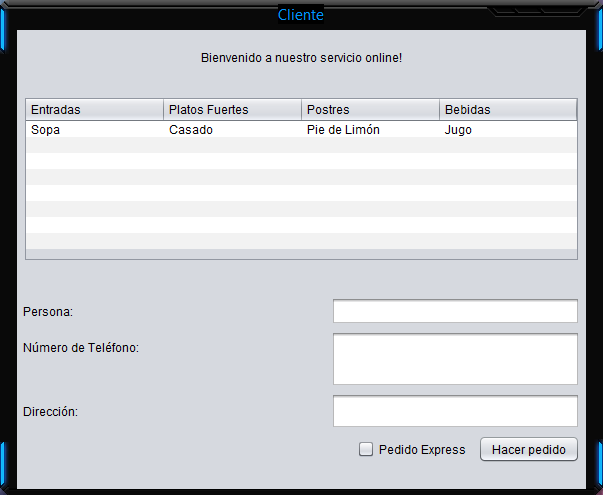 Cliente
Bienvenido a nuestro servicio online!
Entradas Platos Fuertes Postres Bebidas
Sopa Casado Pie de Limón Jugo
Persona:
Número de Teléfono:
Dirección:
Pedido Express Hacer pedido